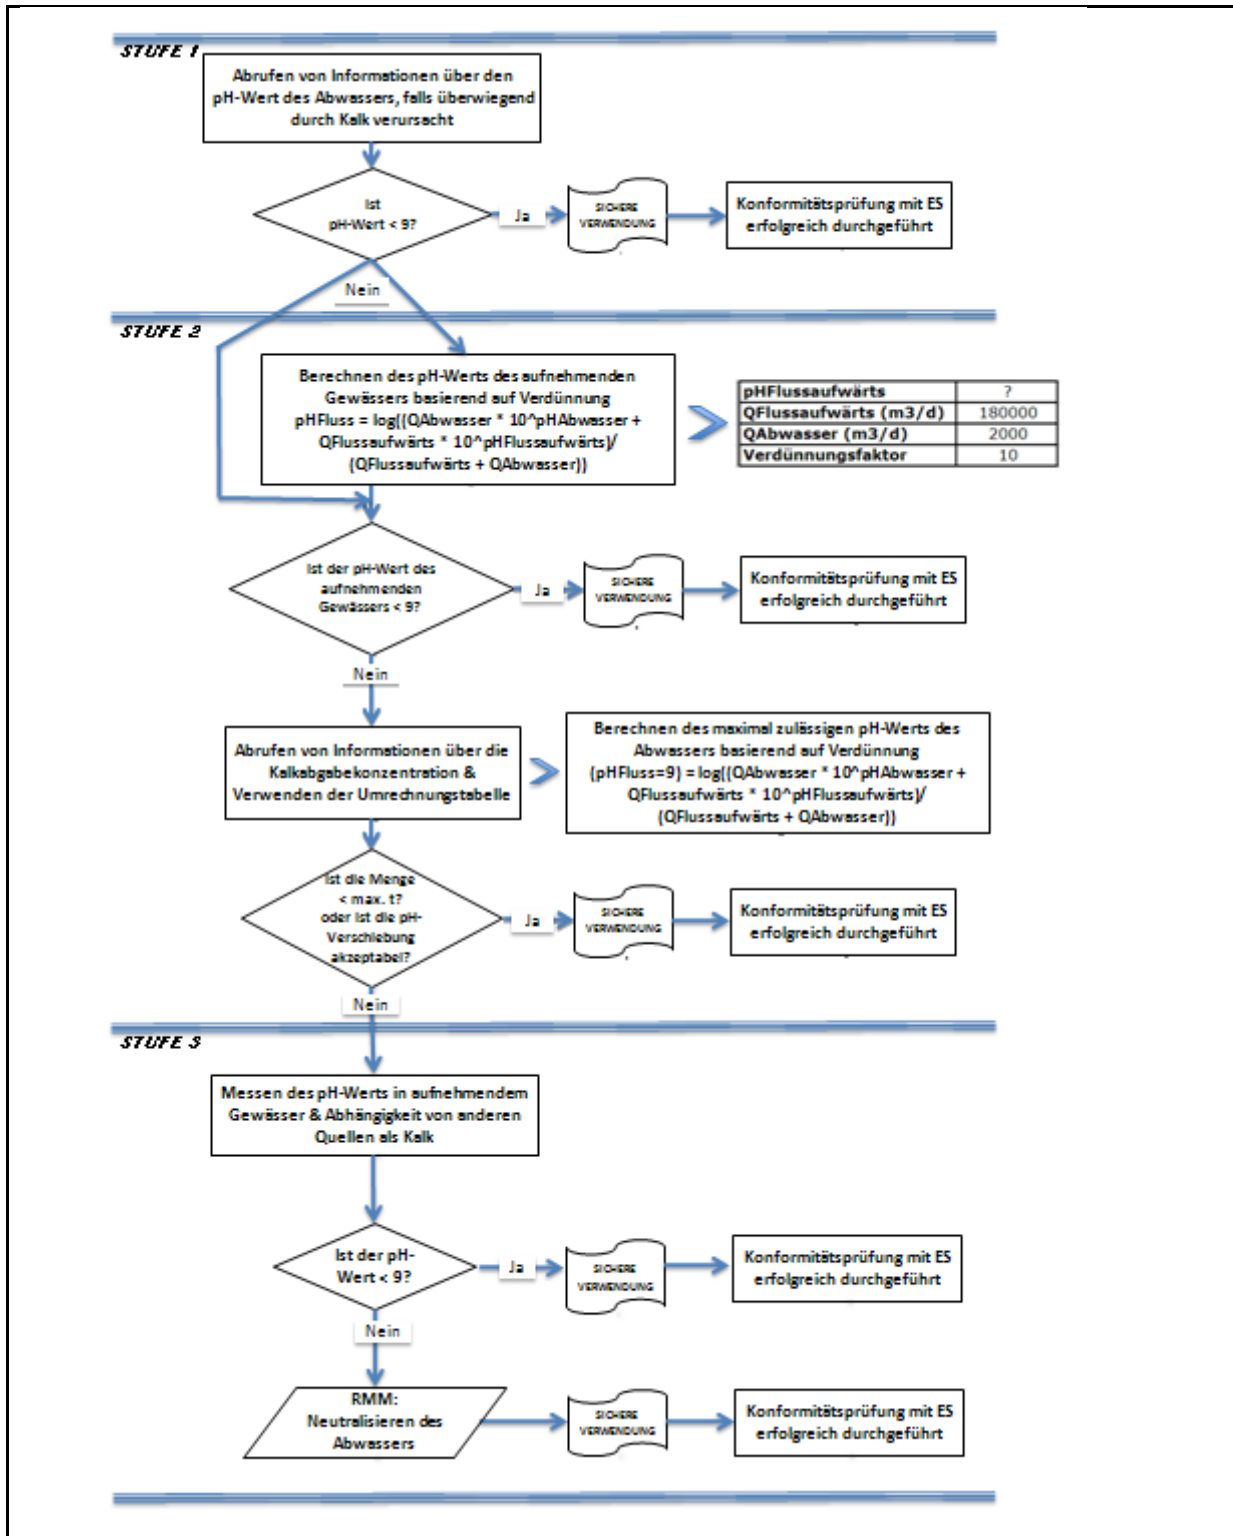 STUFE 1
Abrufen von Informationen über den
pH-Wert des Abwassers, falls überwiegend
durch Kalk verursacht
Ist
pH-Wert < 9?
Ja
SICHERE
VERWENDUNG
Konformitätsprüfung mit ES
erfolgreich durchgeführt
Nein
STUFE 2
Berechnen des pH-Werts des aufnehmenden
Gewässers basierend auf Verdünnung
pHFluss = log((QAbwasser * 10^pHAbwasser +
QFlussaufwärts * 10^pHFlussaufwärts)/
(QFlussaufwärts + QAbwasser))
pHFlussaufwärts ?
QFlussaufwärts (m3/d) 180000
QAbwasser (m3/d) 2000
Verdünnungsfaktor 10
Ist der pH-Wert des
aufnehmenden
Gewässers < 9?
Ja
SICHERE
VERWENDUNG
Konformitätsprüfung mit ES
erfolgreich durchgeführt
Nein
Abrufen von Informationen über die
Kalkabgabekonzentration &
Verwenden der Umrechnungstabelle
Berechnen des maximal zulässigen pH-Werts des
Abwassers basierend auf Verdünnung
(pHFluss=9) = log((QAbwasser * 10^pHAbwasser +
QFlussaufwärts * 10^pHFlussaufwärts)/
(QFlussaufwärts + QAbwasser))
Ist die Menge
< max. t?
oder ist die pH-
Verschiebung
akzeptabel?
Ja
SICHERE
VERWENDUNG
Konformitätsprüfung mit ES
erfolgreich durchgeführt
Nein
STUFE 3
Messen des pH-Werts in aufnehmendem
Gewässer & Abhängigkeit von anderen
Quellen als Kalk
Ist der pH-
Wert < 9?
Ja
SICHERE
VERWENDUNG
Konformitätsprüfung mit ES
erfolgreich durchgeführt
Nein
RMM:
Neutralisieren des
Abwassers
SICHERE
VERWENDUNG
Konformitätsprüfung mit ES
erfolgreich durchgeführt